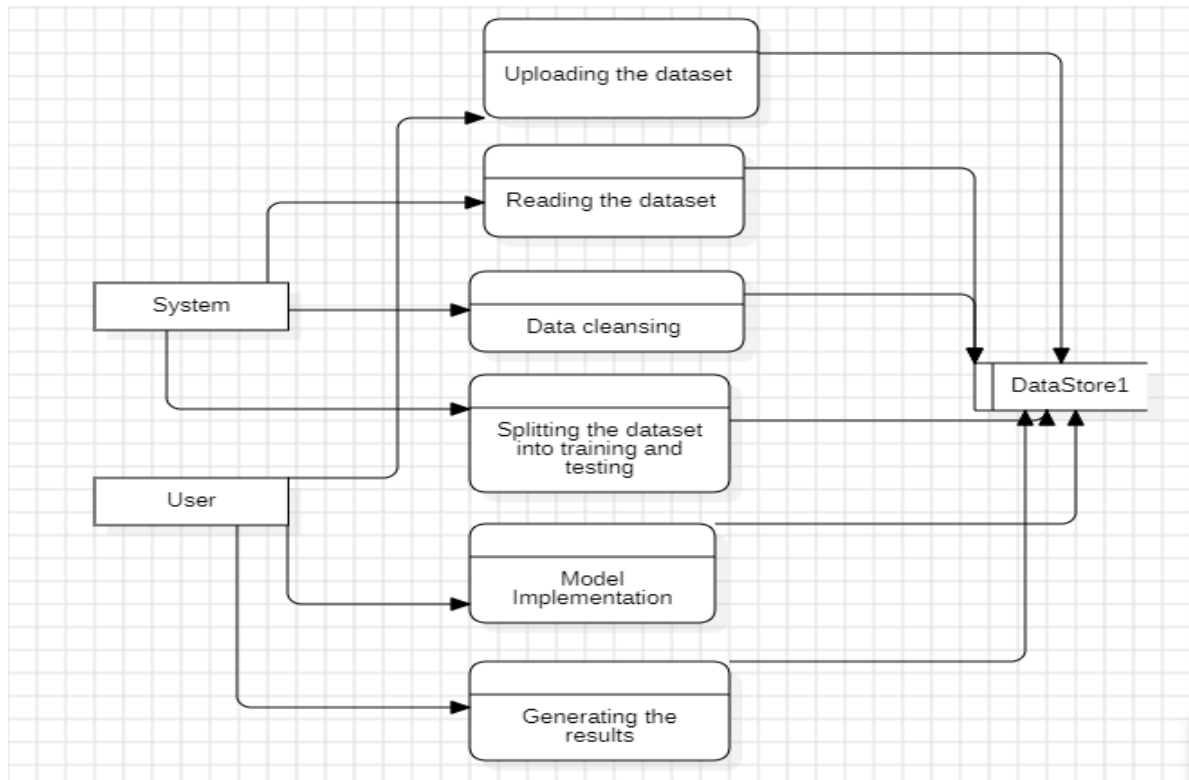 Uploading the dataset
Reading the dataset
System
Data cleansing
DataStore1
Splitting the dataset
into training and
testing
User
Model
Implementation
Generating the
results